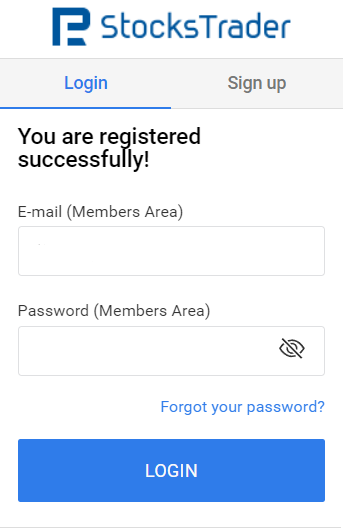 StocksTrader
Login
Sign up
You are registered
successfully!
E-mail (Members Area)
Password (Members Area)
Forgot your password?
LOGIN